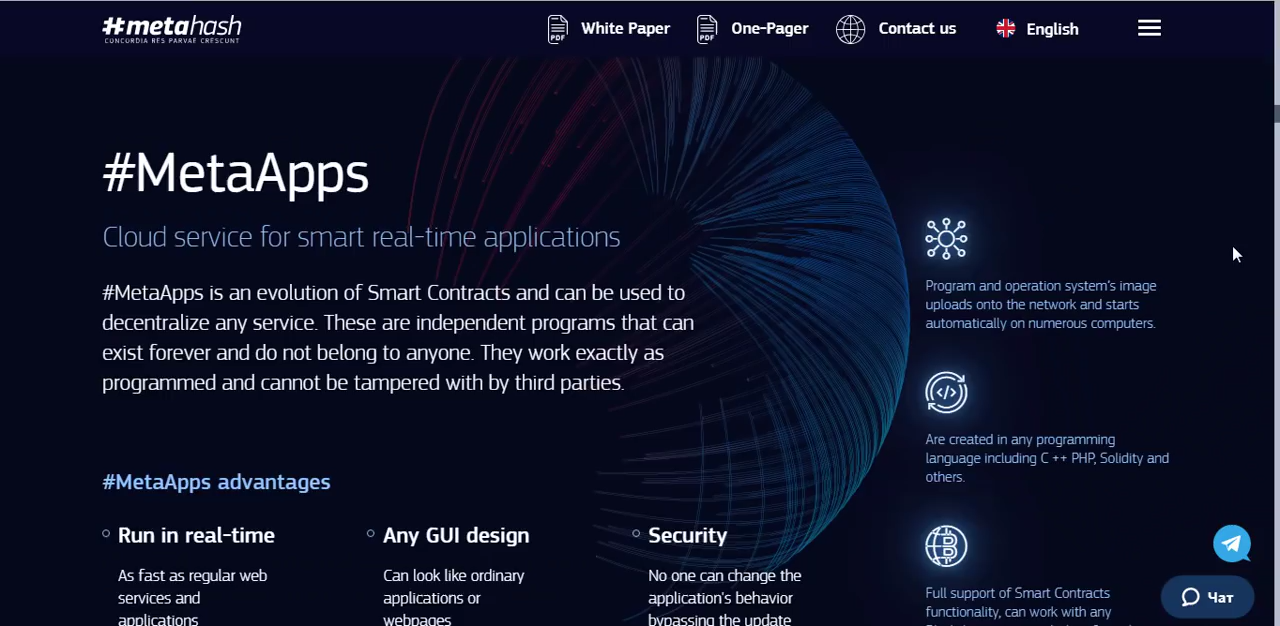 #metahash
CONCORDIA RES PARVAE CRESCUNT
PDF
White Paper
PDF
One-Pager
Contact us
English
#MetaApps
Cloud service for smart real-time applications
#MetaApps is an evolution of Smart Contracts and can be used to
decentralize any service. These are independent programs that can
exist forever and do not belong to anyone. They work exactly as
programmed and cannot be tampered with by third parties.
#MetaApps advantages
Run in real-time
As fast as regular web
services and
applications
Any GUI design
Can look like ordinary
applications or
webpages
Security
No one can change the
application's behavior
bypassing the update
Program and operation system's image
uploads onto the network and starts
automatically on numerous computers.
</>
Are created in any programming
language including C ++ PHP, Solidity and
others.
Full support of Smart Contracts
functionality, can work with any
Чат